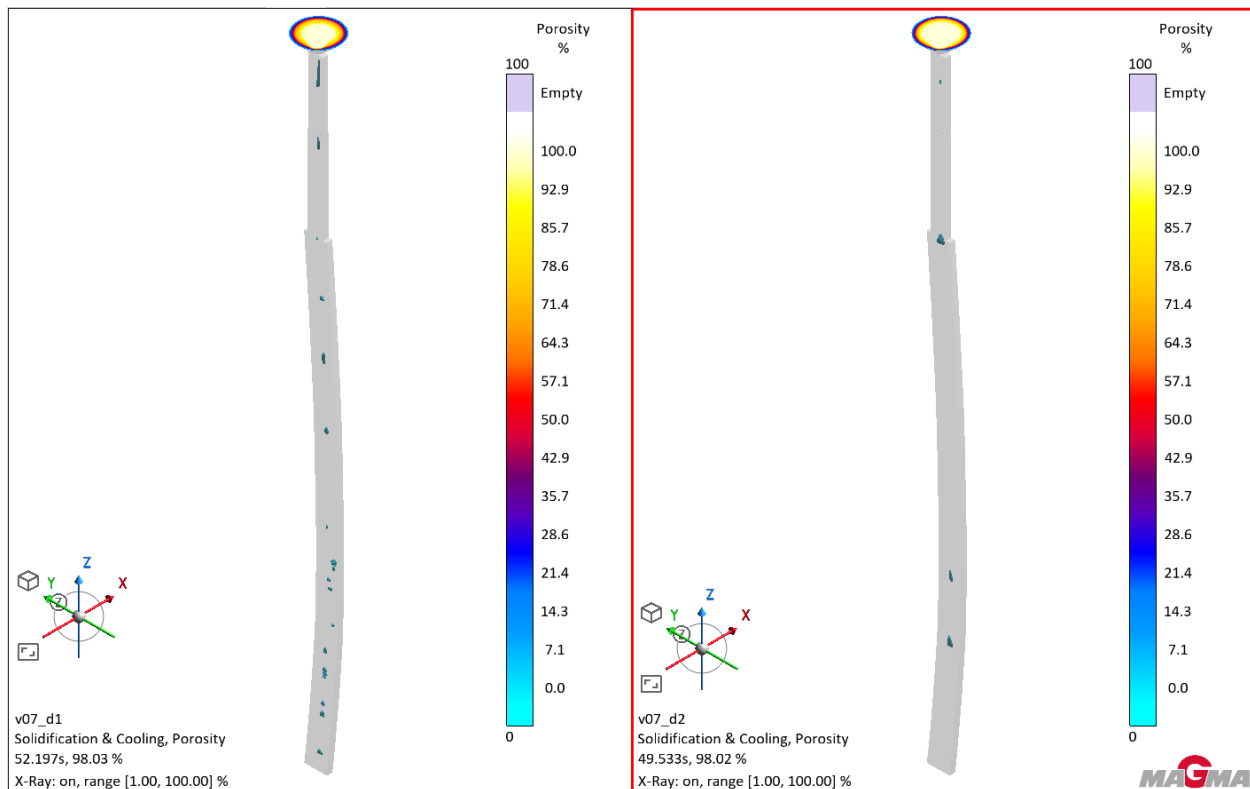 Porosity
%
100
Empty
100.0
92.9
85.7
78.6
71.4
64.3
57.1
50.0
42.9
35.7
28.6
21.4
14.3
7.1
0.0
0
Z
Y
X
Z
v07_d1
Solidification & Cooling, Porosity
52.197s, 98.03 %
X-Ray: on, range [1.00, 100.00] %
Porosity
%
100
Empty
100.0
92.9
85.7
78.6
71.4
64.3
57.1
50.0
42.9
35.7
28.6
21.4
14.3
7.1
0.0
0
Z
Y
X
Z
v07_d2
Solidification & Cooling, Porosity
49.533s, 98.02 %
X-Ray: on, range [1.00, 100.00] %
MAGMA